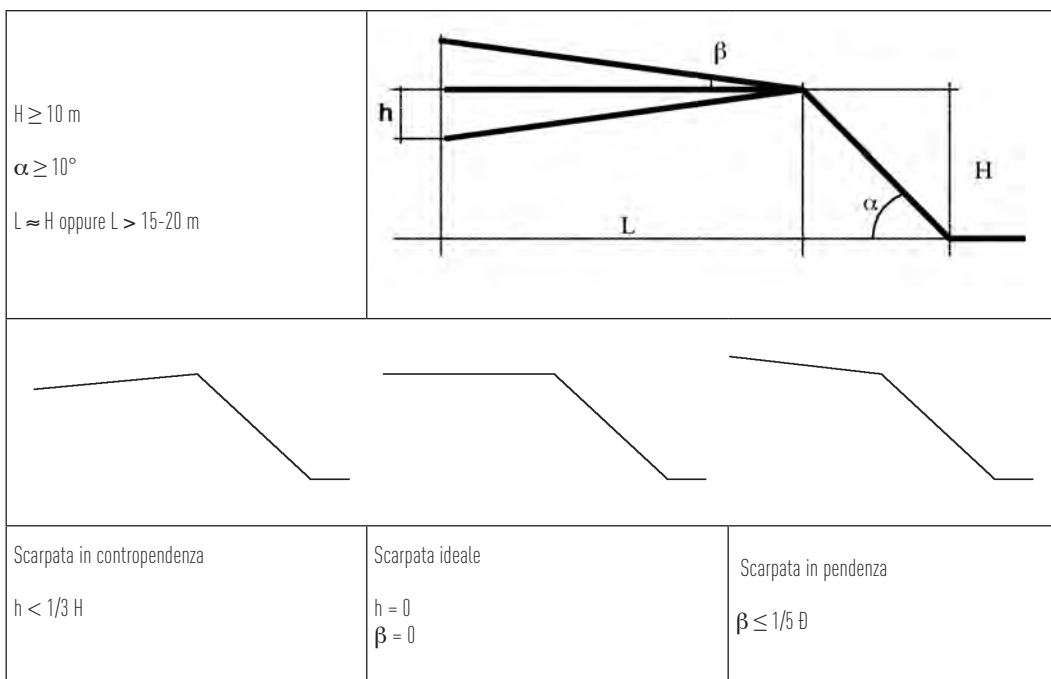 H ≥ 10 m
α ≥ 10°
L ≈ H oppure L > 15-20 m
β
h
H
α
L
Scarpata in contropendenza
h < 1/3 H
Scarpata ideale
h = 0
β = 0
Scarpata in pendenza
β ≤ 1/5 Ð